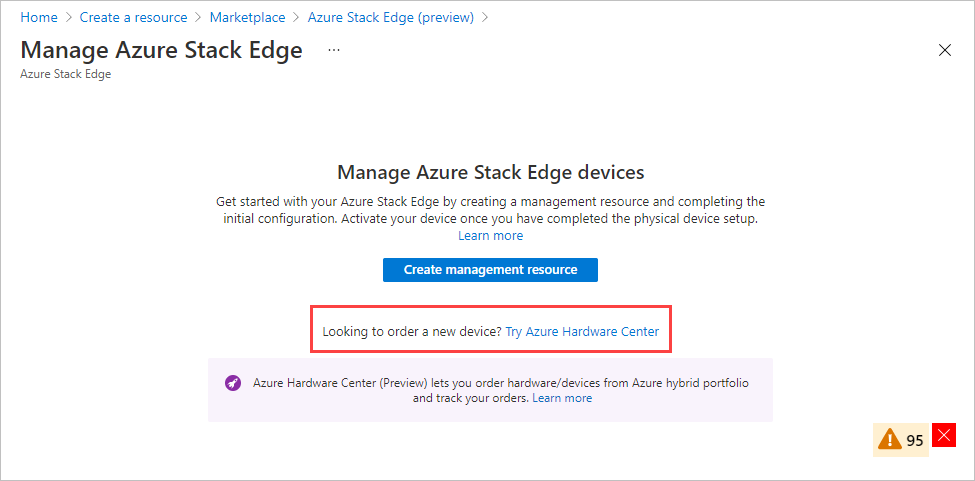 Home > Create a resource > Marketplace > Azure Stack Edge (preview) >
Manage Azure Stack Edge ...
Azure Stack Edge
Manage Azure Stack Edge devices
Get started with your Azure Stack Edge by creating a management resource and completing the
initial configuration. Activate your device once you have completed the physical device setup.
Learn more
Create management resource
Looking to order a new device? Try Azure Hardware Center
Azure Hardware Center (Preview) lets you order hardware/devices from Azure hybrid portfolio
and track your orders. Learn more
95